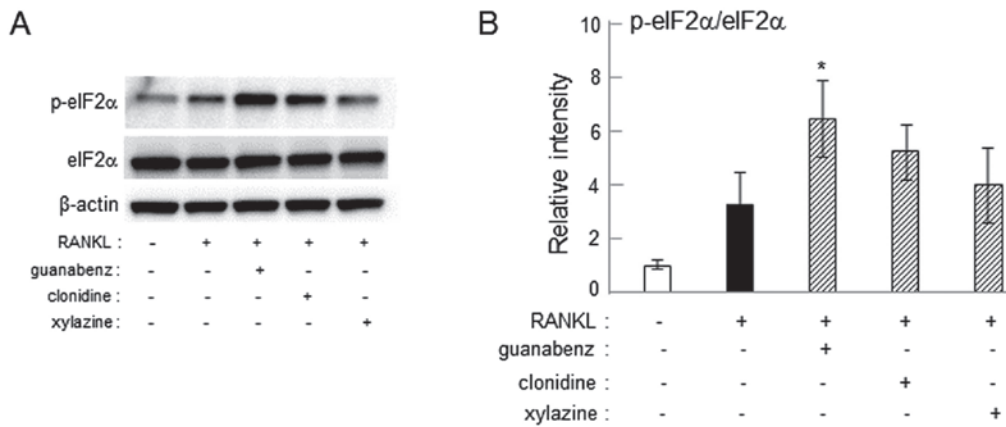 A
p-eIF2α
eIF2α
β-actin
RANKL : - + + + +
guanabenz : - - + - -
clonidine : - - - + -
xylazine : - - - - +
B
p-eIF2α/eIF2α
Relative intensity
10
8
6
4
2
0
*
RANKL : - + + + +
guanabenz : - - + - -
clonidine : - - - + -
xylazine : - - - - +